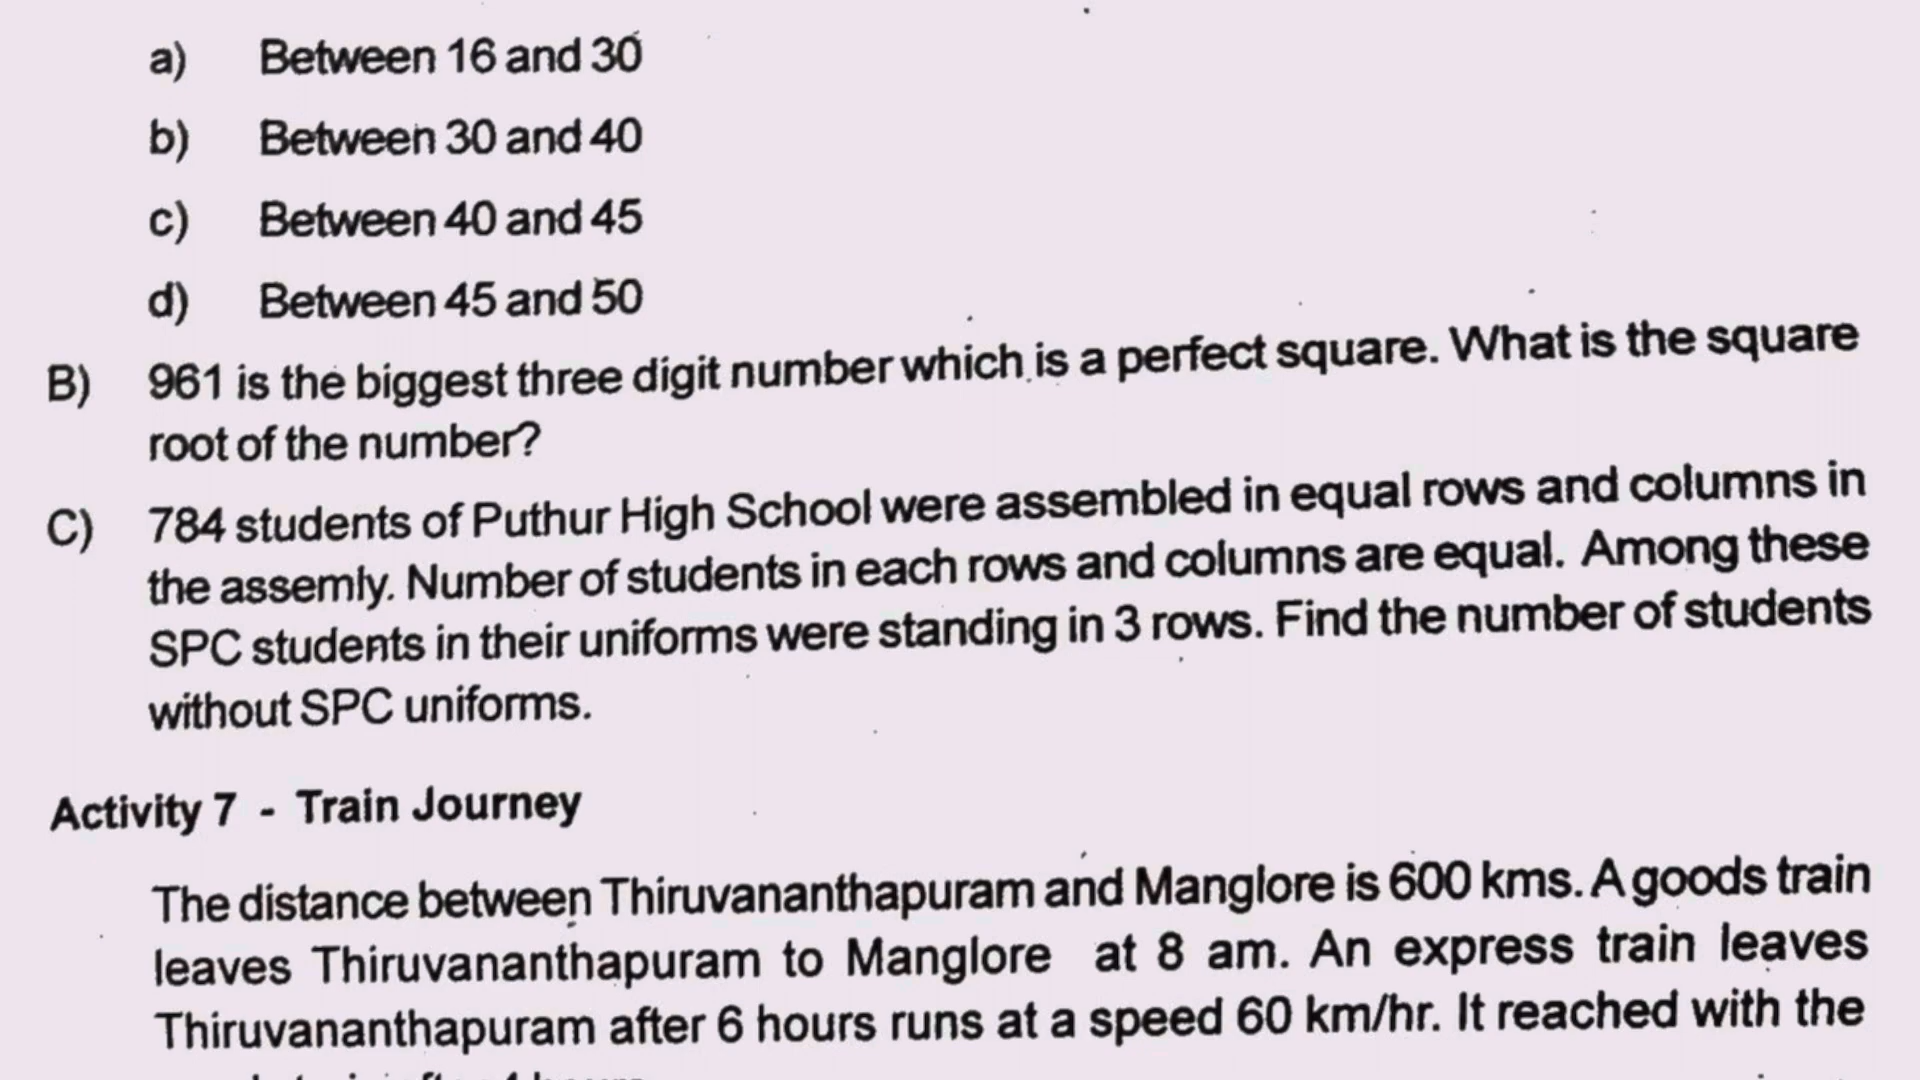 a) Between 16 and 30
b) Between 30 and 40
c) Between 40 and 45
d) Between 45 and 50
B) 961 is the biggest three digit number which is a perfect square. What is the square
root of the number?
C) 784 students of Puthur High School were assembled in equal rows and columns in
the assemly. Number of students in each rows and columns are equal. Among these
SPC students in their uniforms were standing in 3 rows. Find the number of students
without SPC uniforms.
Activity 7 - Train Journey
The distance between Thiruvananthapuram and Manglore is 600 kms. A goods train
leaves Thiruvananthapuram to Manglore at 8 am. An express train leaves
Thiruvananthapuram after 6 hours runs at a speed 60 km/hr. It reached with the